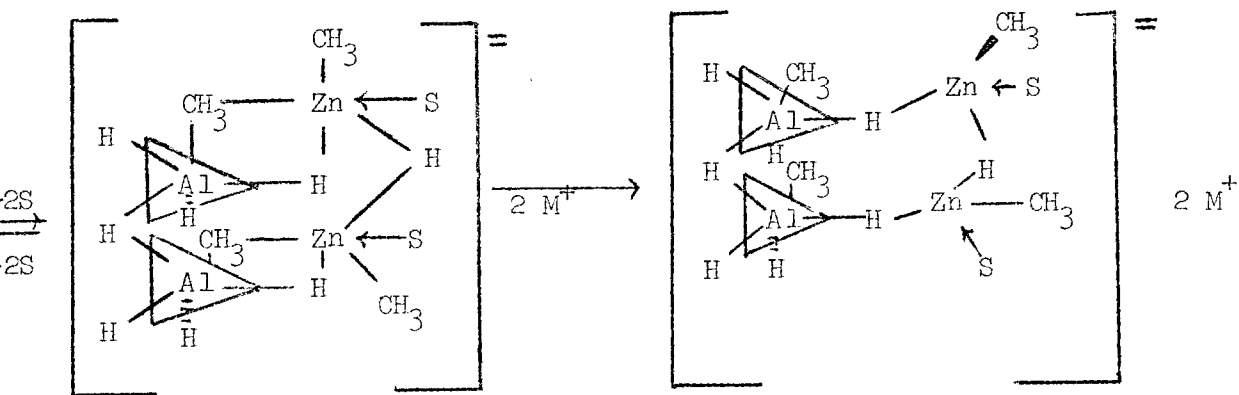 CH3 = CH3 =
H CH3 Zn ← S
CH3 Zn ← S
H Al H
H H
Al H H
-2S H H CH3 Zn CH3
H CH3 Zn ← S 2 M+ Al H 2 M+
-2S S
Al H H H
CH3
H H